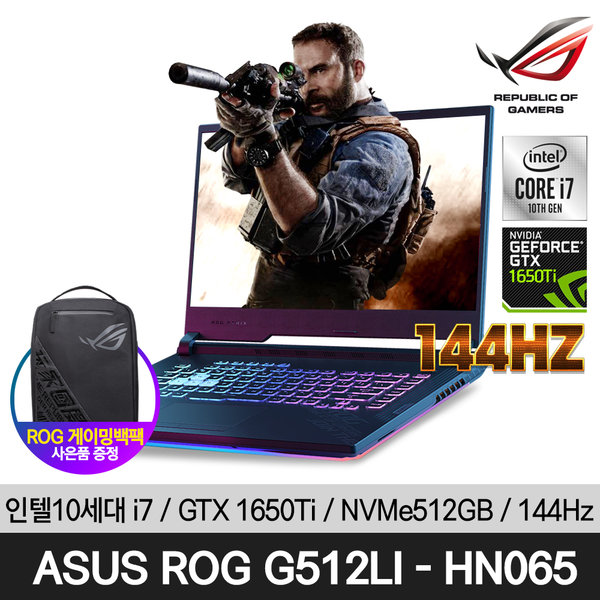 REPUBLIC OF
GAMERS
intel
CORE i7
10TH GEN
NVIDIA
GEFORCE
GTX
1650Ti
144HZ
ROG 게이밍백팩
사은품 증정
인텔10세대 i7 / GTX 1650Ti / NVMe512GB / 144Hz
ASUS ROG G512LI - HN065